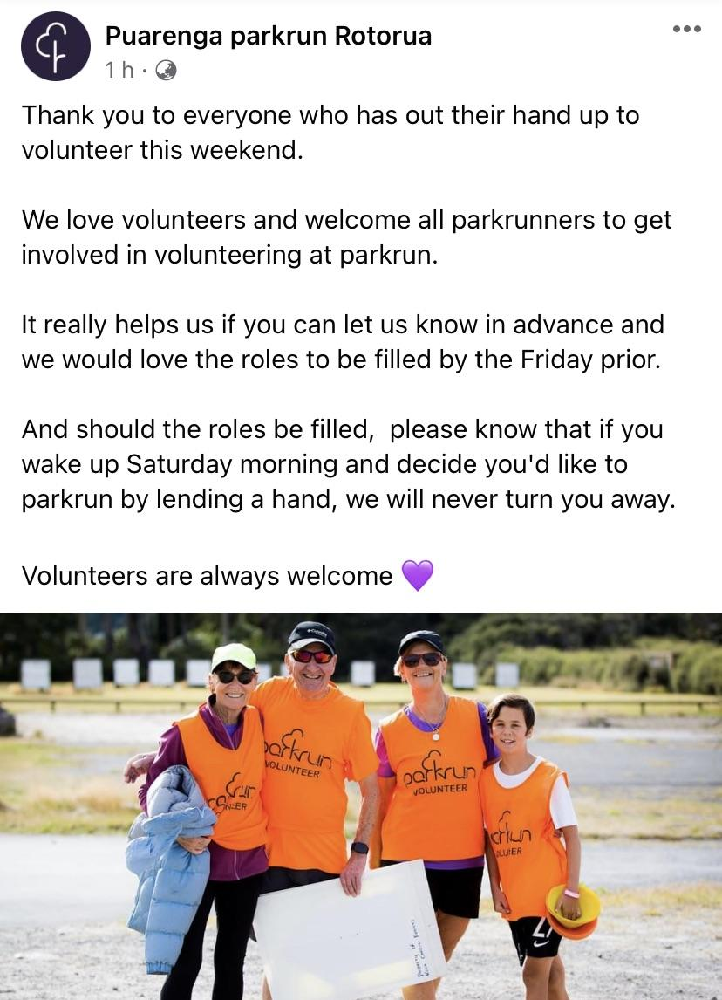 Puarenga parkrun Rotorua
1 h ·
Thank you to everyone who has out their hand up to
volunteer this weekend.
We love volunteers and welcome all parkrunners to get
involved in volunteering at parkrun.
It really helps us if you can let us know in advance and
we would love the roles to be filled by the Friday prior.
And should the roles be filled,  please know that if you
wake up Saturday morning and decide you'd like to
parkrun by lending a hand, we will never turn you away.
Volunteers are always welcome 💜
Columbia
parkrun
VOLUNTEER
parkrun
VOLUNTEER
Property of